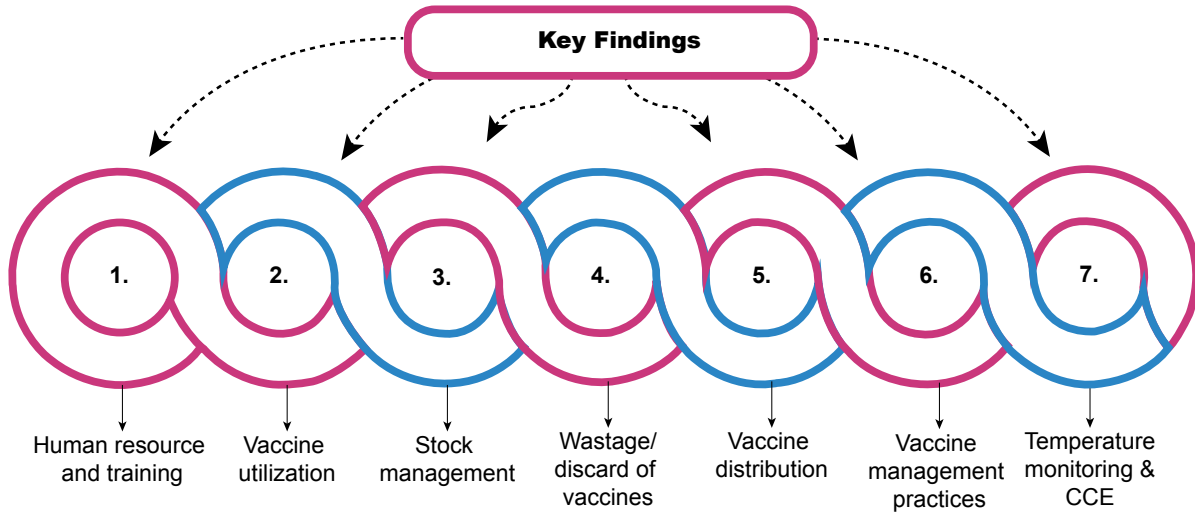 Key Findings
1.
2.
3.
4.
5.
6.
7.
Human resource
and training
Vaccine
utilization
Stock
management
Wastage/
discard of
vaccines
Vaccine
distribution
Vaccine
management
practices
Temperature
monitoring &
CCE